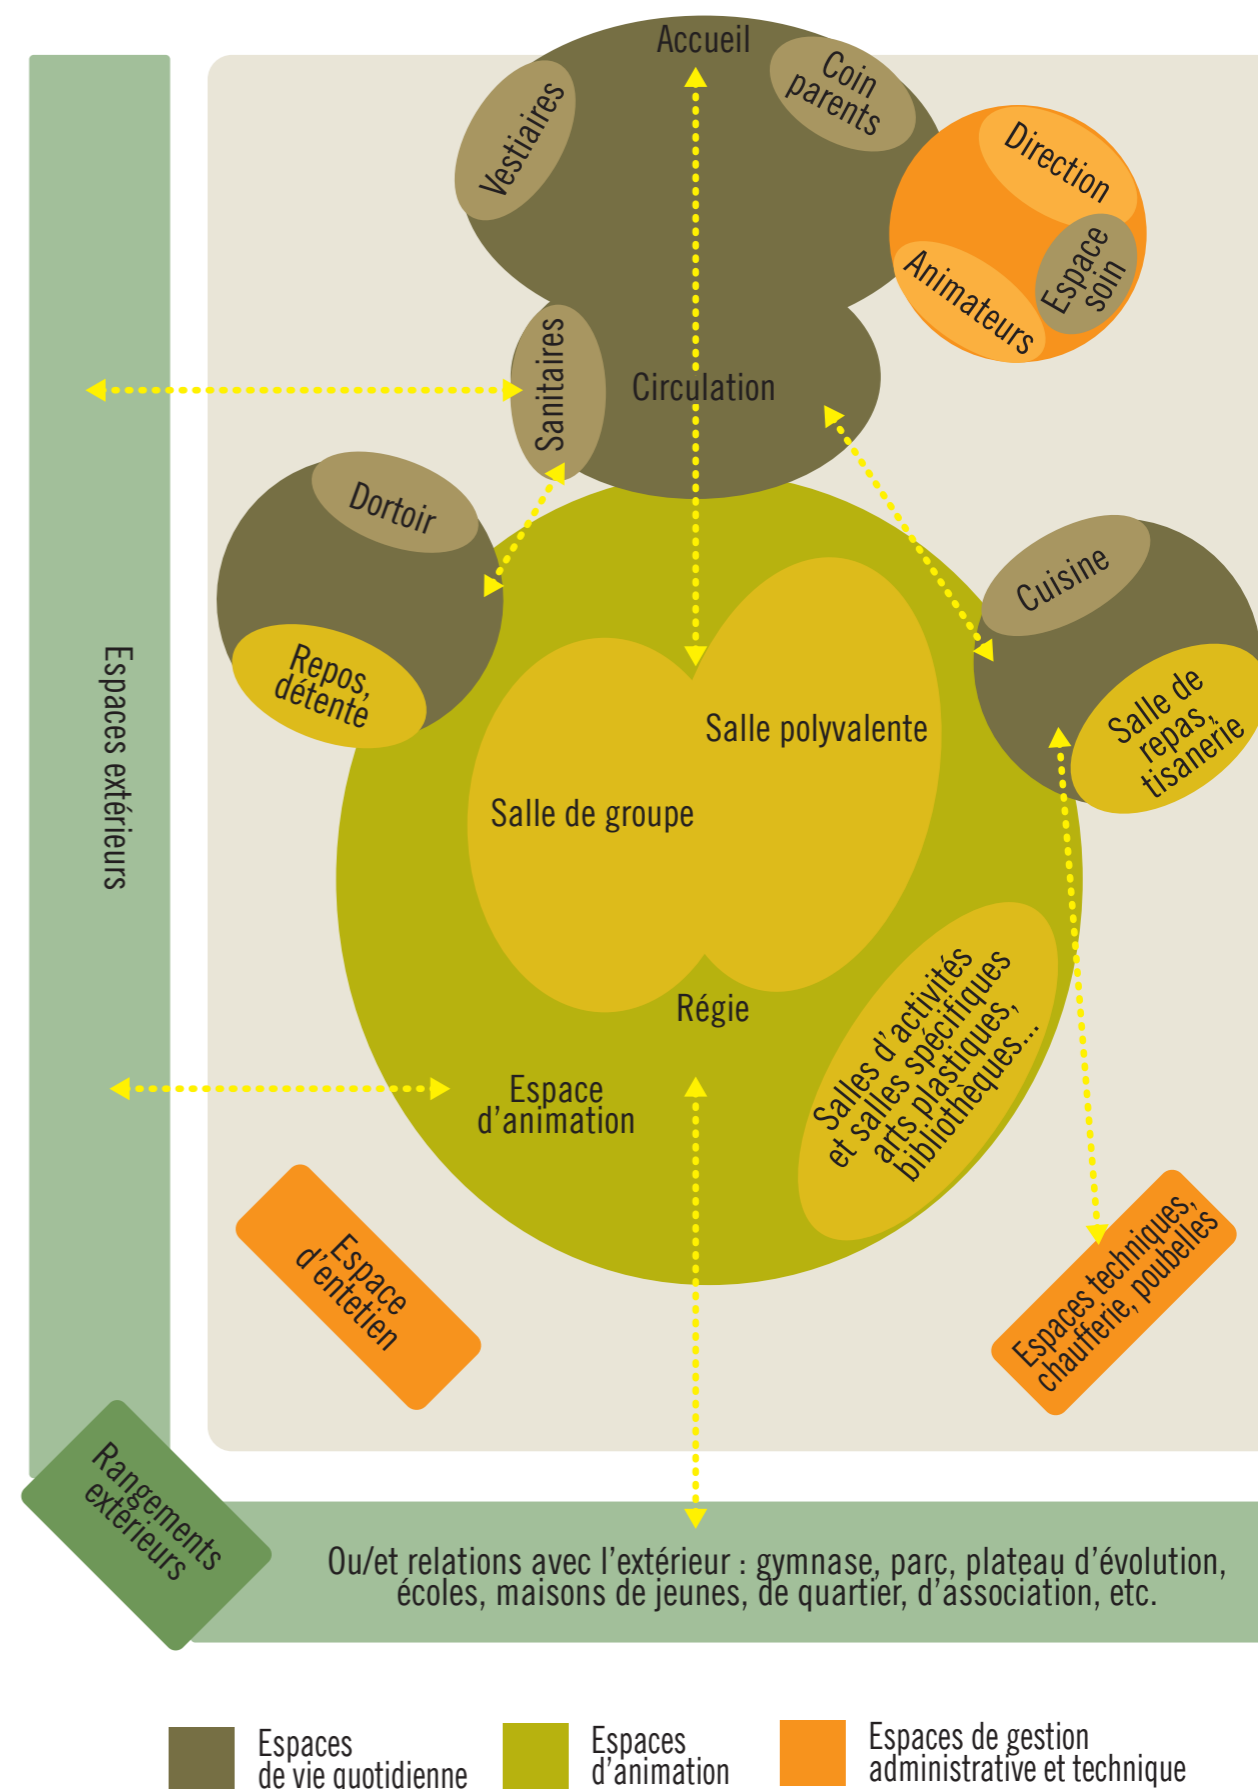 Accueil
Coin
parents
Vestiaires
Direction
Espace
soin
Animateurs
Sanitaires
Circulation
Dortoir
Cuisine
Repos,
détente
Salle de
repas,
tisanerie
Espaces extérieurs
Salle polyvalente
Salle de groupe
Régie
Salles d’activités
et salles spécifiques
arts plastiques,
bibliothèques...
Espace
d’animation
Espace
d’entetien
Espaces techniques,
chaufferie, poubelles
Rangements
extérieurs
Ou/et relations avec l’extérieur : gymnase, parc, plateau d’évolution,
écoles, maisons de jeunes, de quartier, d’association, etc.
Espaces
de vie quotidienne
Espaces
d’animation
Espaces de gestion
administrative et technique